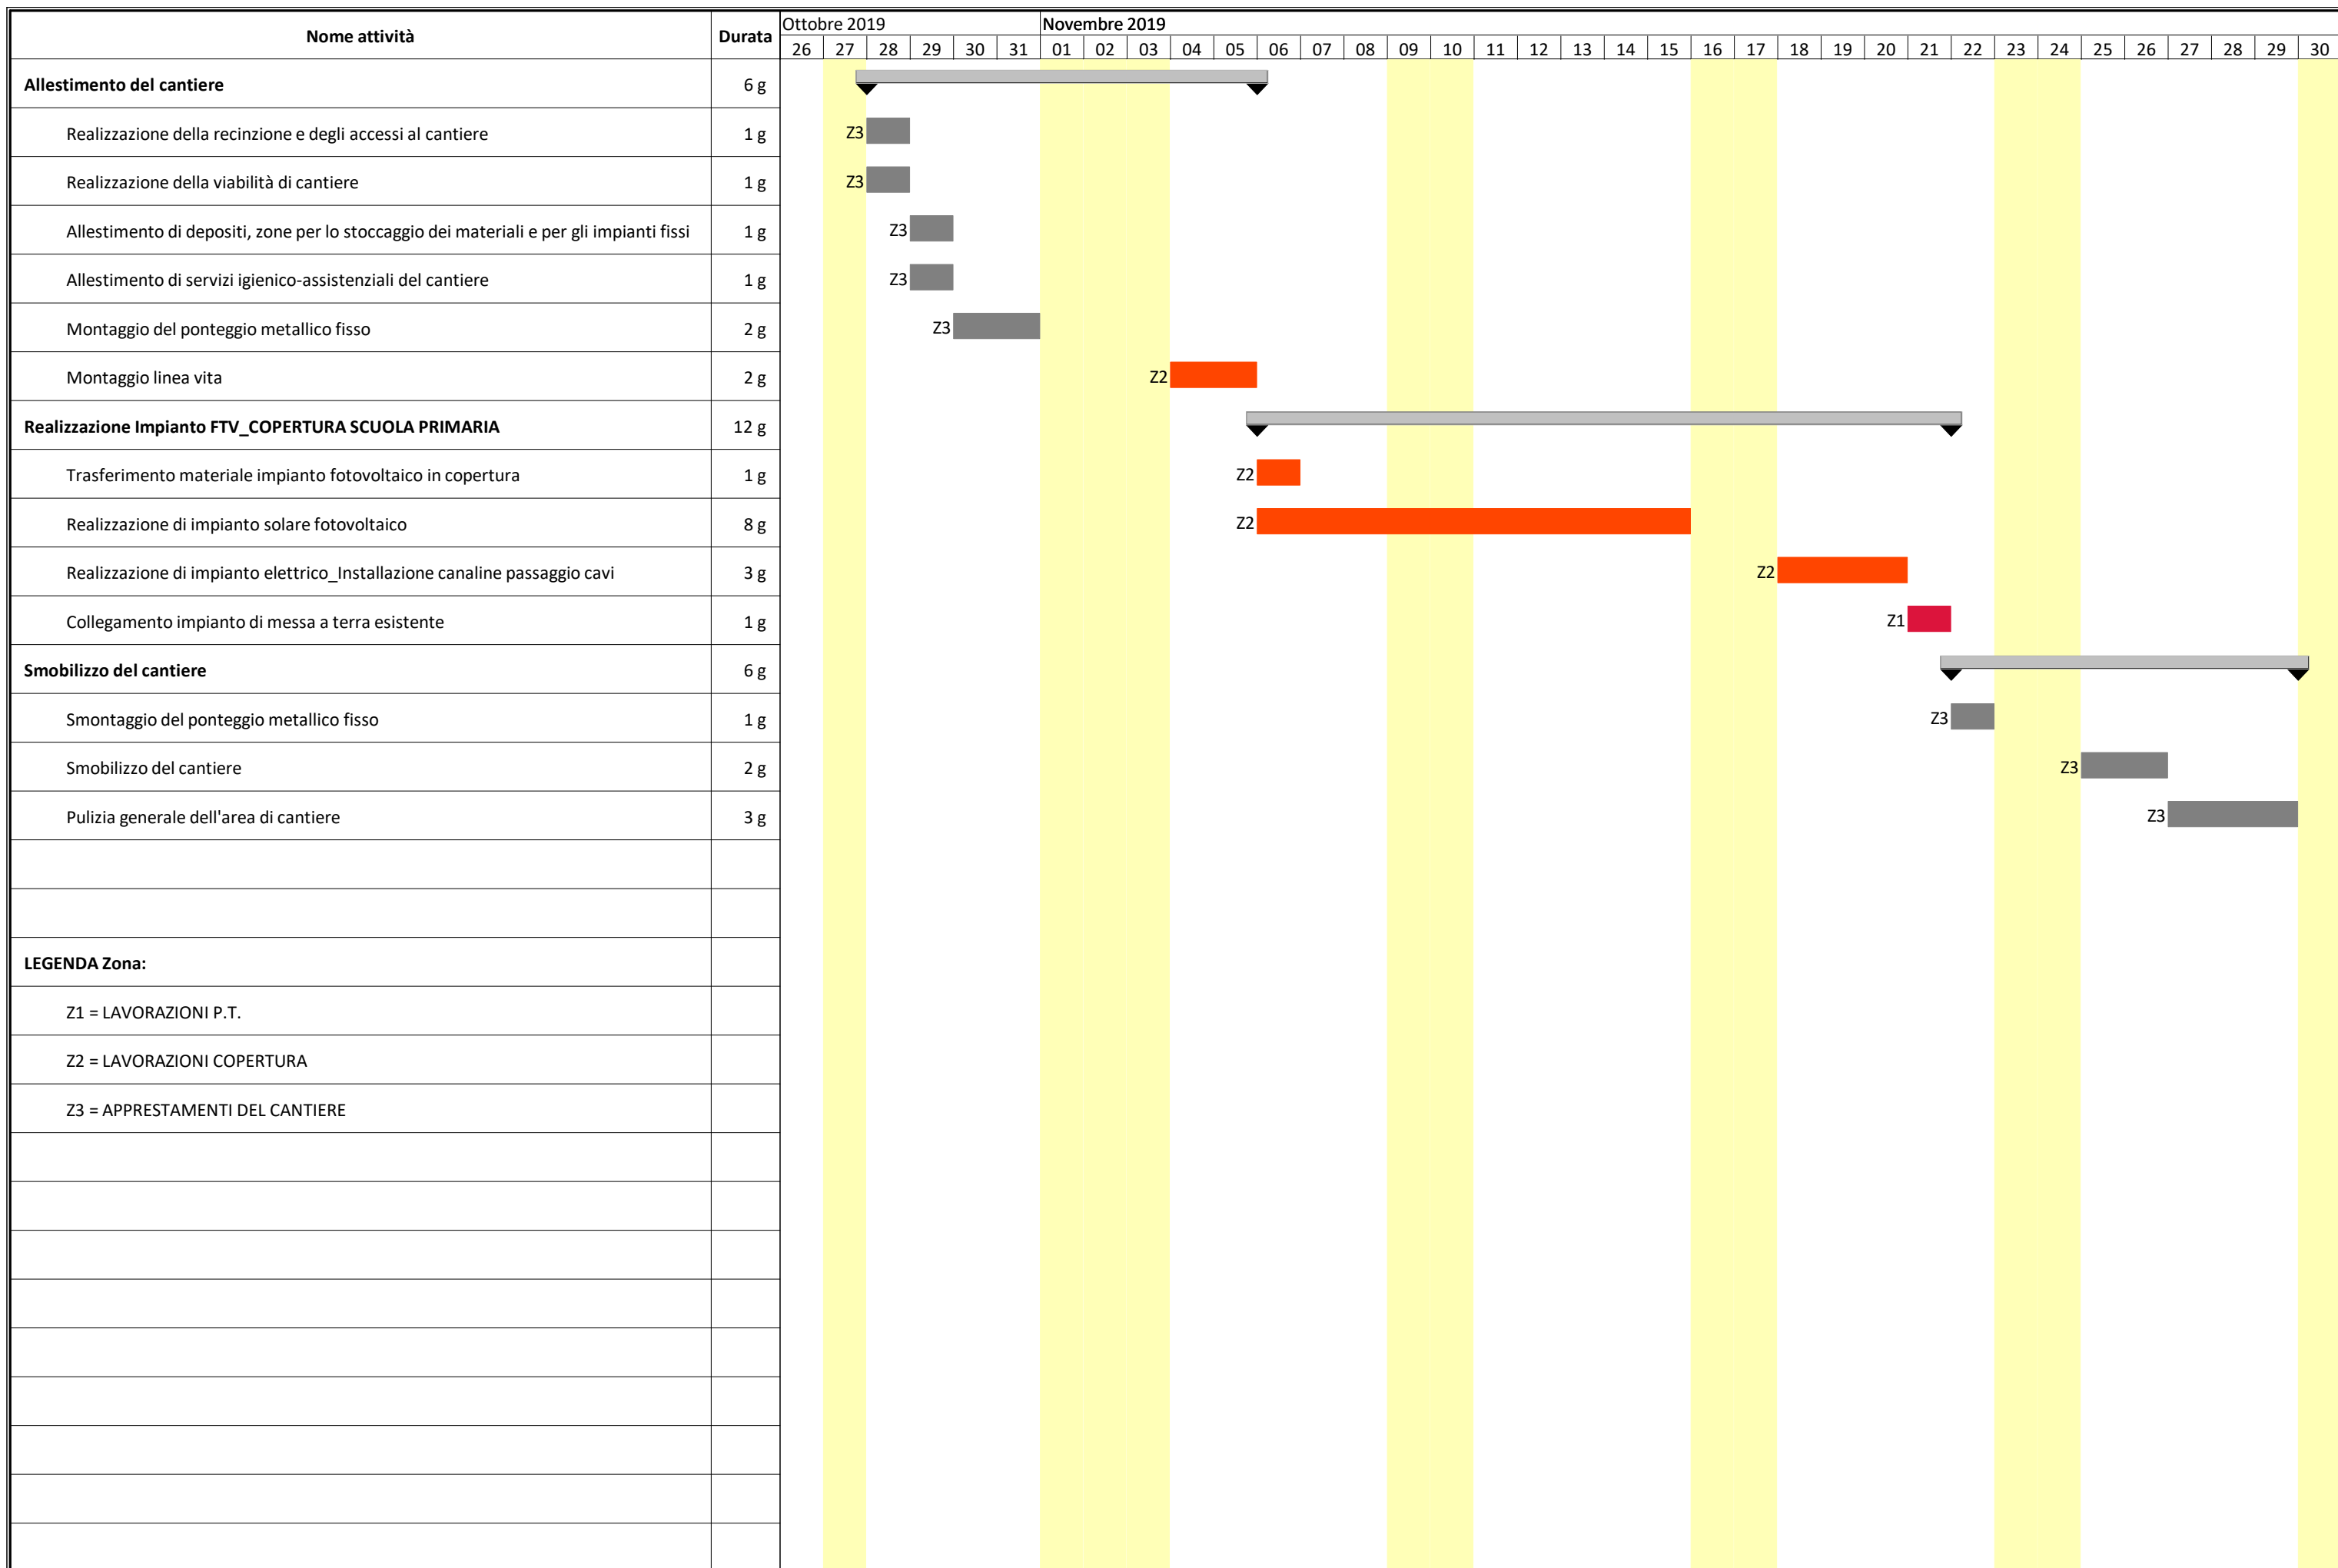 Nome attività Durata Ottobre 2019 Novembre 2019
26 27 28 29 30 31 01 02 03 04 05 06 07 08 09 10 11 12 13 14 15 16 17 18 19 20 21 22 23 24 25 26 27 28 29 30
Allestimento del cantiere 6 g
Realizzazione della recinzione e degli accessi al cantiere 1 g Z3
Realizzazione della viabilità di cantiere 1 g Z3
Allestimento di depositi, zone per lo stoccaggio dei materiali e per gli impianti fissi 1 g Z3
Allestimento di servizi igienico-assistenziali del cantiere 1 g Z3
Montaggio del ponteggio metallico fisso 2 g Z3
Montaggio linea vita 2 g Z2
Realizzazione Impianto FTV_COPERTURA SCUOLA PRIMARIA 12 g
Trasferimento materiale impianto fotovoltaico in copertura 1 g Z2
Realizzazione di impianto solare fotovoltaico 8 g Z2
Realizzazione di impianto elettrico_Installazione canaline passaggio cavi 3 g Z2
Collegamento impianto di messa a terra esistente 1 g Z1
Smobilizzo del cantiere 6 g
Smontaggio del ponteggio metallico fisso 1 g Z3
Smobilizzo del cantiere 2 g Z3
Pulizia generale dell'area di cantiere 3 g Z3
LEGENDA Zona:
Z1 = LAVORAZIONI P.T.
Z2 = LAVORAZIONI COPERTURA
Z3 = APPRESTAMENTI DEL CANTIERE